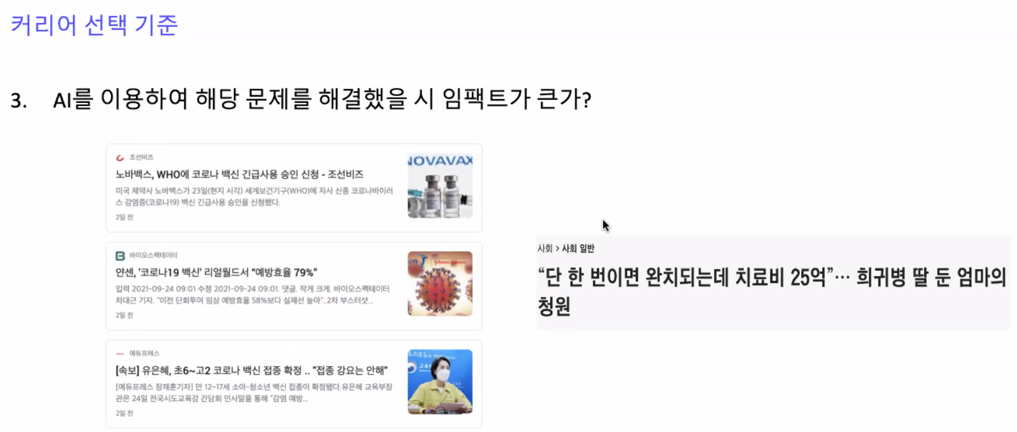 커리어 선택 기준
3. AI를 이용하여 해당 문제를 해결했을 시 임팩트가 큰가?
조선비즈
노바백스, WHO에 코로나 백신 긴급사용 승인 신청 - 조선비즈
미국 제약사 노바백스가 23일(현지 시각) 세계보건기구(WHO)에 자사 신종 코로나바이러
스 감염증(코로나19) 백신 긴급사용 승인을 신청했다.
2일 전
NOVAVAX
바이오스펙테이터
얀센, '코로나19 백신' 리얼월드서 "예방효율 79%"
입력 2021-09-24 09:01 수정 2021-09-24 09:01. 댓글. 작게 크게. 바이오스펙테이터
차대근 기자. "이전 단회투여 임상 예방효율 58%보다 실제선 높아"..2차 부스터샷...
2일 전
에듀프레스
[속보] 유은혜, 초6~고2 코로나 백신 접종 확정 .. "접종 강요는 안해"
[에듀프레스 장재훈기자] 만 12~17세 소아-청소년 백신 접종이 확정됐다.유은혜 교육부장
관은 24일 전국시도교육감 간담회 인사말을 통해 "감염 예방...
2일 전
사회 > 사회 일반
“단 한 번이면 완치되는데 치료비 25억”… 희귀병 딸 둔 엄마의
청원